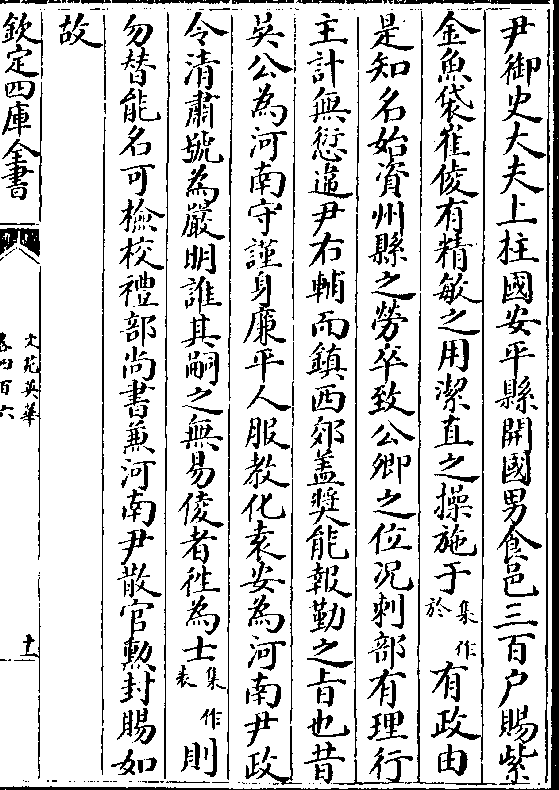 尹御史大夫上柱國安平縣開國男食邑三百户賜紫
金魚袋崔倰有精敏之用潔直之操施于集作於有政由
是知名始資州縣之勞卒致公卿之位況刺部有理行
主計無愆違尹右輔而鎮西郊盖奬能報勤之旨也昔
吳公為河南守謹身廉平人服教化袁安為河南尹政
令清肅號為嚴明誰其嗣之無易倰者徃為士集作表則
勿替能名可檢校禮部尚書兼河南尹散官勲封賜如
故
欽定四庫全書
文苑英華
卷四百六
十